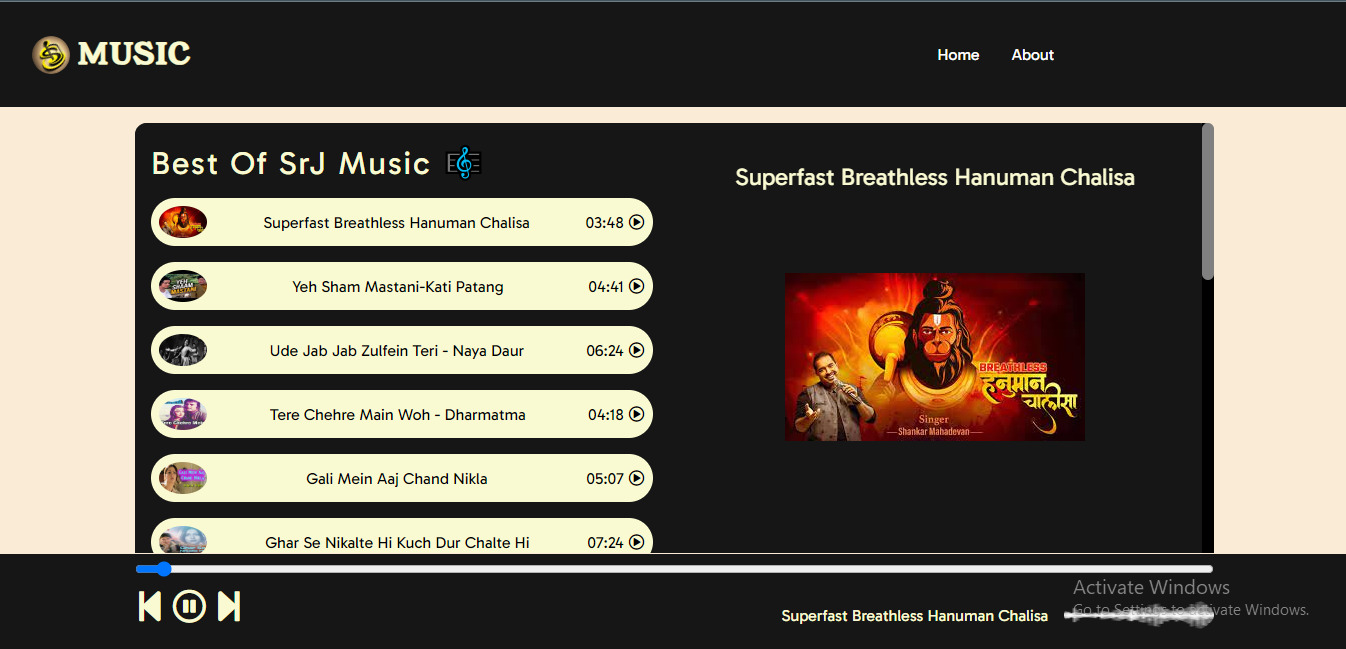 MUSIC
Home
About
Best Of SrJ Music
Superfast Breathless Hanuman Chalisa
03:48
Yeh Sham Mastani-Kati Patang
04:41
Ude Jab Jab Zulfein Teri - Naya Daur
06:24
Tere Chehre Main Woh - Dharmatma
04:18
Gali Mein Aaj Chand Nikla
05:07
Ghar Se Nikalte Hi Kuch Dur Chalte Hi
07:24
Superfast Breathless Hanuman Chalisa
BREATHLESS
हनुमान
चालीसा
Singer
Shankar Mahadevan
Superfast Breathless Hanuman Chalisa
Activate Windows
Go to Settings to activate Windows.